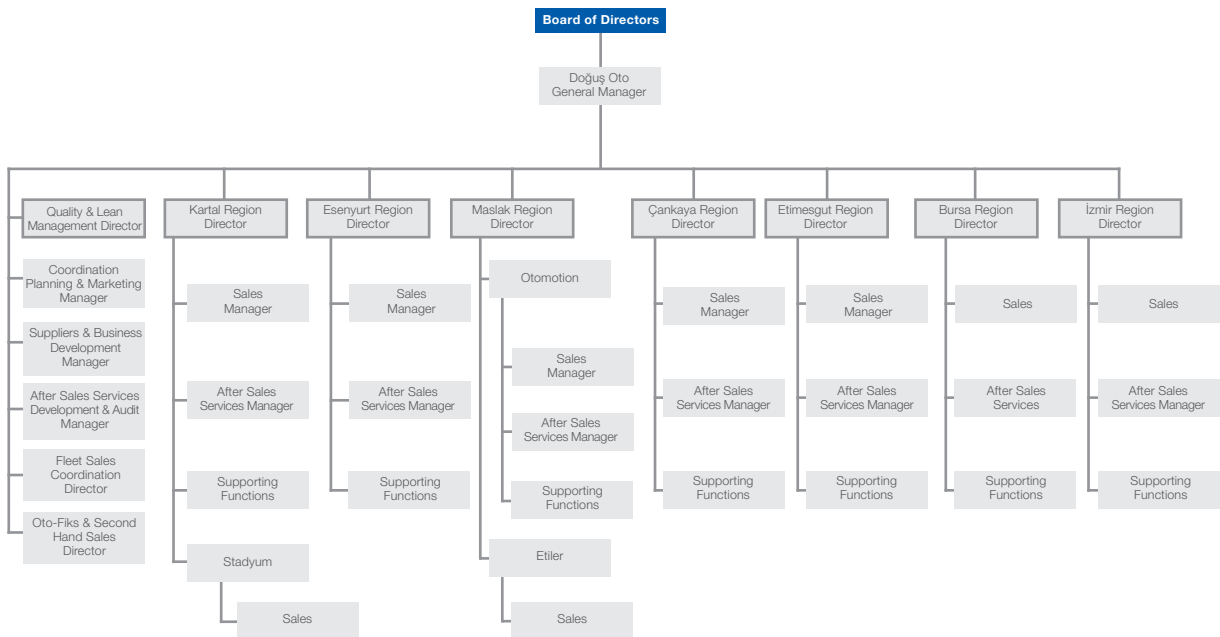 Board of Directors
Doğuş Oto
General Manager
Quality & Lean
Management Director
Coordination
Planning & Marketing
Manager
Suppliers & Business
Development
Manager
After Sales Services
Development & Audit
Manager
Fleet Sales
Coordination
Director
Oto-Fiks & Second
Hand Sales
Director
Kartal Region
Director
Sales
Manager
After Sales
Services Manager
Supporting
Functions
Stadyum
Sales
Esenyurt Region
Director
Sales
Manager
After Sales
Services Manager
Supporting
Functions
Maslak Region
Director
Otomotion
Sales
Manager
After Sales
Services Manager
Supporting
Functions
Etiler
Sales
Çankaya Region
Director
Sales
Manager
After Sales
Services Manager
Supporting
Functions
Etimesgut Region
Director
Sales
Manager
After Sales
Services Manager
Supporting
Functions
Bursa Region
Director
Sales
After Sales
Services
Supporting
Functions
İzmir Region
Director
Sales
After Sales
Services Manager
Supporting
Functions